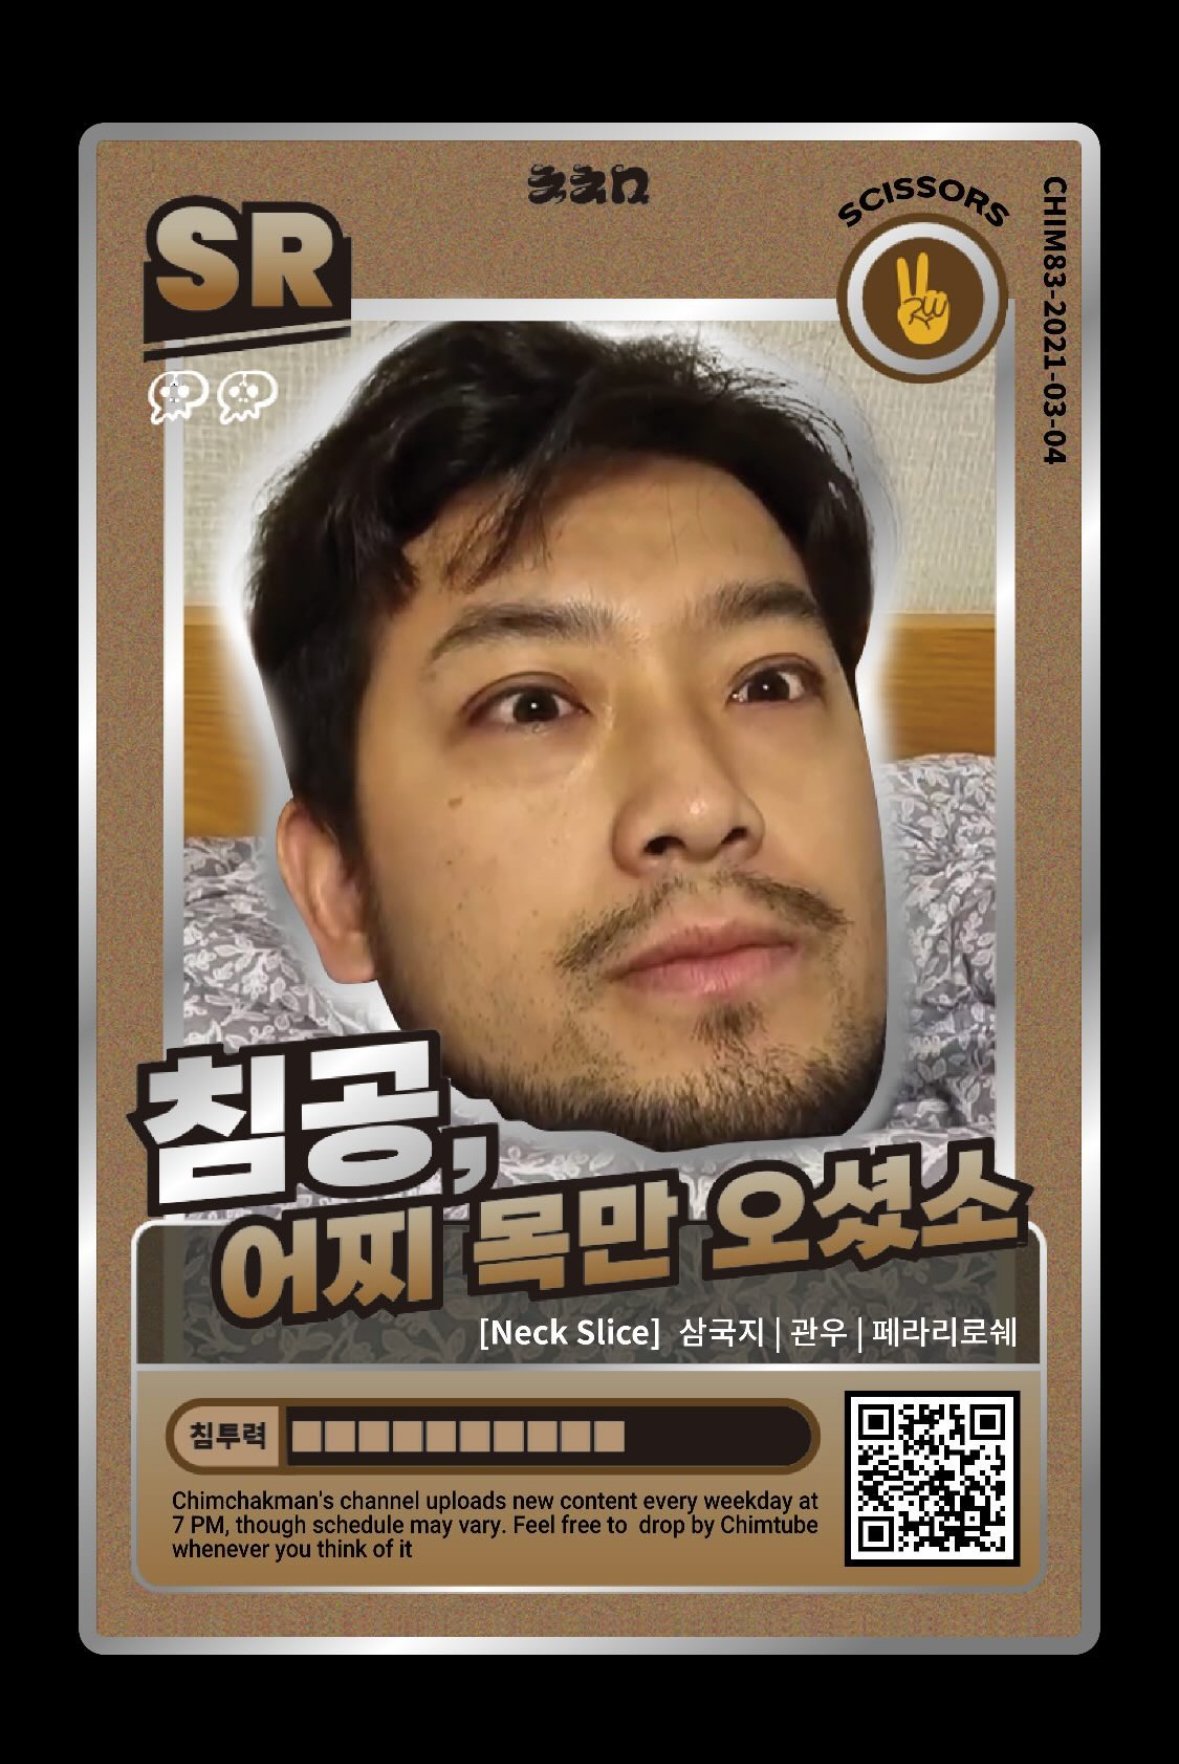 SR
SCISSORS
CHIM83-2021-03-04
침공,
어찌 목만 오셨소
[Neck Slice] 삼국지 | 관우 | 페라리로쉐
침투력
Chimchakman's channel uploads new content every weekday at
7 PM, though schedule may vary. Feel free to drop by Chimtube
whenever you think of it